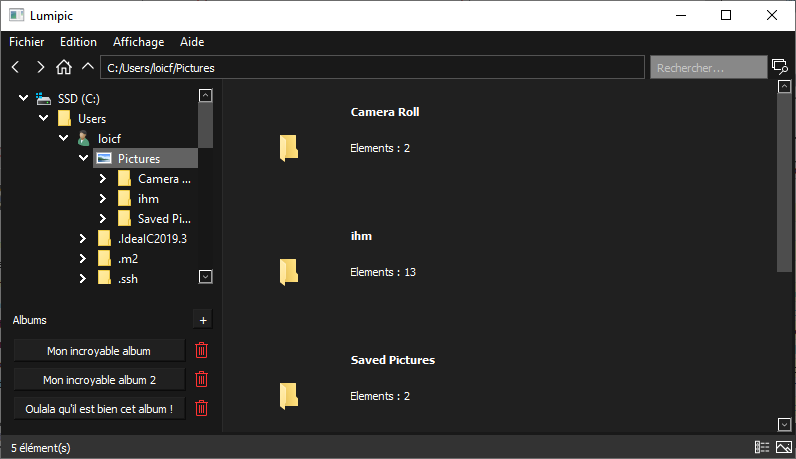 Lumipic
Fichier Edition Affichage Aide
C:/Users/loicf/Pictures
Rechercher...
SSD (C:)
Users
loicf
Pictures
Camera ...
ihm
Saved Pi...
.IdeaIC2019.3
.m2
.ssh
Albums +
Mon incroyable album
Mon incroyable album 2
Oulala qu'il est bien cet album !
Camera Roll
Elements : 2
ihm
Elements : 13
Saved Pictures
Elements : 2
5 élément(s)